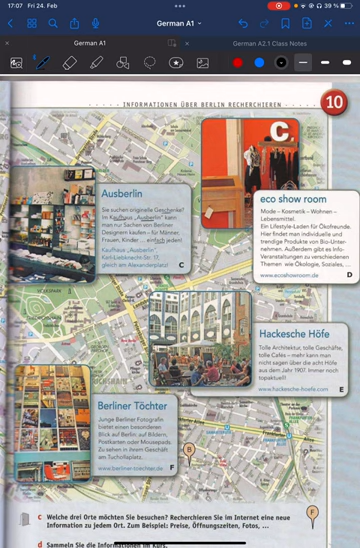 17:07 Fri 24. Feb
39 %
German A1
German A1
German A2.1 Class Notes
INFORMATIONEN ÜBER BERLIN RECHERCHIEREN
10
C
Ausberlin
Sie suchen originelle Geschenke?
Im Kaufhaus „Ausberlin“ kann
man nur Sachen von Berliner
Designern kaufen – für Männer,
Frauen, Kinder ... einfach jeden!
Kaufhaus „Ausberlin“
Karl-Liebknecht-Str. 17,
gleich am Alexanderplatz!
C
eco show room
Mode – Kosmetik – Wohnen –
Lebensmittel.
Ein Lifestyle-Laden für Ökofreunde.
Hier findet man individuelle und
trendige Produkte von Bio-Unter-
nehmen. Außerdem gibt es Info-
Veranstaltungen zu verschiedenen
Themen wie Ökologie, Soziales, ...
www.ecoshowroom.de
D
Hackesche Höfe
Tolle Architektur, tolle Geschäfte,
tolle Cafés – mehr kann man
nicht sagen über die acht Höfe
aus dem Jahr 1907. Immer noch
topaktuell!
www.hackesche-hoefe.com
E
Berliner Töchter
Junge Berliner Fotografin
bietet einen besonderen
Blick auf Berlin: auf Bildern,
Postkarten oder Mousepads.
Zu sehen in ihrem Geschäft
am Tucholskyplatz.
www.berliner-toechter.de
F
B
F
c Welche drei Orte möchten Sie besuchen? Recherchieren Sie im Internet eine neue
Information zu jedem Ort. Zum Beispiel: Preise, Öffnungszeiten, Fotos, ...
d Sammeln Sie die Informationen im Kurs.